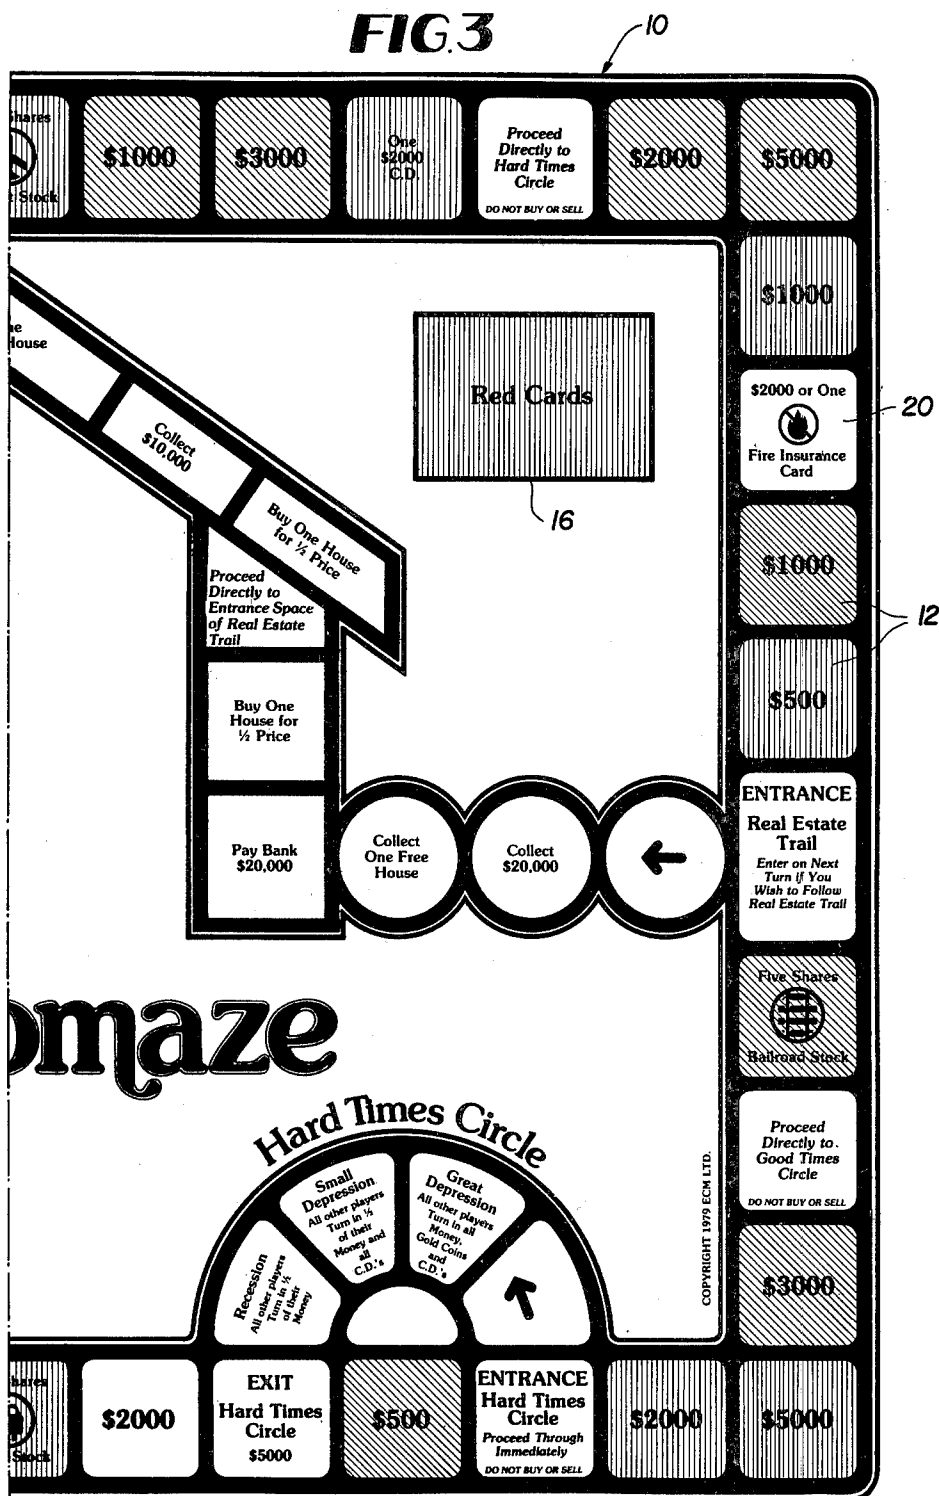 FIG.3
10
Shares
Stock
$1000
$3000
One
$2000
C.D.
Proceed
Directly to
Hard Times
Circle
DO NOT BUY OR SELL
$2000
$5000
$1000
$2000 or One
Fire Insurance
Card
20
$1000
12
$500
ENTRANCE
Real Estate
Trail
Enter on Next
Turn if You
Wish to Follow
Real Estate Trail
Five Shares
Railroad Stock
Proceed
Directly to
Good Times
Circle
DO NOT BUY OR SELL
$3000
Red Cards
16
House
Collect
$10,000
Buy One House
for ½ Price
Proceed
Directly to
Entrance Space
of Real Estate
Trail
Buy One
House for
½ Price
Pay Bank
$20,000
Collect
One Free
House
Collect
$20,000
omaze
Hard Times Circle
Recession
All other players
Turn in ½
of their
Money
Small
Depression
All other players
Turn in ½
of their
Money and
all
C.D.'s
Great
Depression
All other players
Turn in all
Money,
Gold Coins
and
C.D.'s
COPYRIGHT 1979 ECM LTD.
hares
Stock
$2000
EXIT
Hard Times
Circle
$5000
$500
ENTRANCE
Hard Times
Circle
Proceed Through
Immediately
DO NOT BUY OR SELL
$2000
$5000